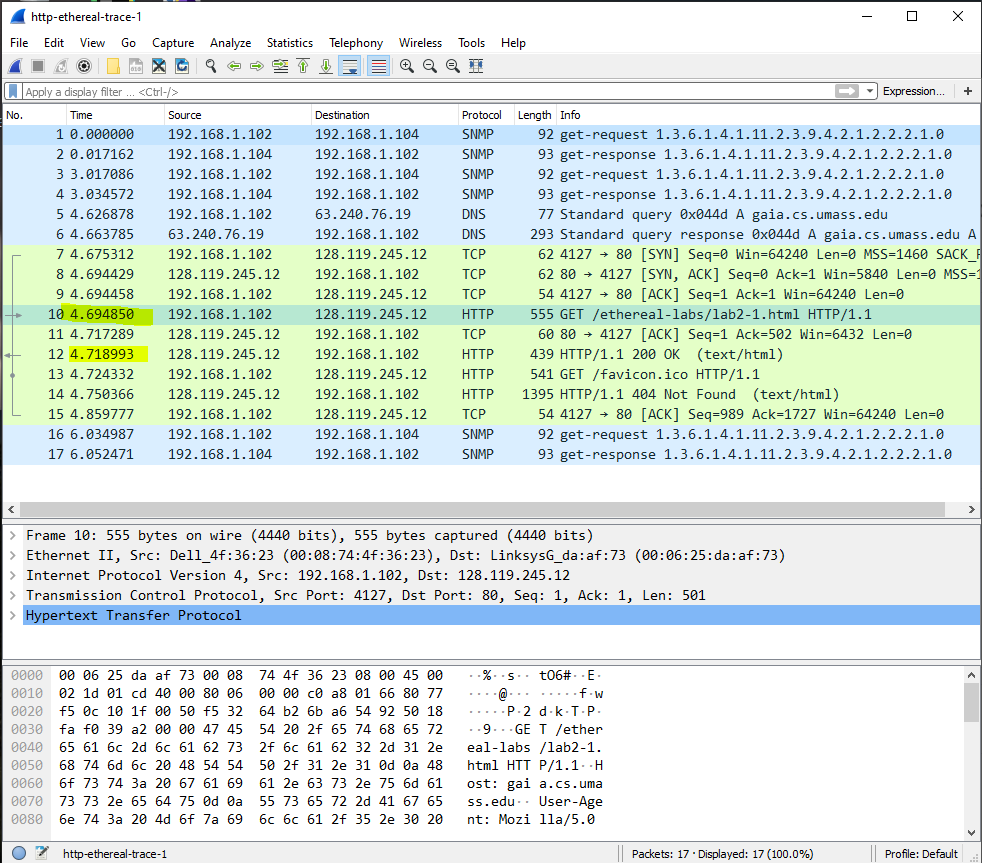 http-ethereal-trace-1
File Edit View Go Capture Analyze Statistics Telephony Wireless Tools Help
Apply a display filter ... <Ctrl-/> Expression... +
No. Time Source Destination Protocol Length Info
1 0.000000 192.168.1.102 192.168.1.104 SNMP 92 get-request 1.3.6.1.4.1.11.2.3.9.4.2.1.2.2.2.1.0
2 0.017162 192.168.1.104 192.168.1.102 SNMP 93 get-response 1.3.6.1.4.1.11.2.3.9.4.2.1.2.2.2.1.0
3 3.017086 192.168.1.102 192.168.1.104 SNMP 92 get-request 1.3.6.1.4.1.11.2.3.9.4.2.1.2.2.2.1.0
4 3.034572 192.168.1.104 192.168.1.102 SNMP 93 get-response 1.3.6.1.4.1.11.2.3.9.4.2.1.2.2.2.1.0
5 4.626878 192.168.1.102 63.240.76.19 DNS 77 Standard query 0x044d A gaia.cs.umass.edu
6 4.663785 63.240.76.19 192.168.1.102 DNS 293 Standard query response 0x044d A gaia.cs.umass.edu A
7 4.675312 192.168.1.102 128.119.245.12 TCP 62 4127 → 80 [SYN] Seq=0 Win=64240 Len=0 MSS=1460 SACK_P
8 4.694429 128.119.245.12 192.168.1.102 TCP 62 80 → 4127 [SYN, ACK] Seq=0 Ack=1 Win=5840 Len=0 MSS=1
9 4.694458 192.168.1.102 128.119.245.12 TCP 54 4127 → 80 [ACK] Seq=1 Ack=1 Win=64240 Len=0
10 4.694850 192.168.1.102 128.119.245.12 HTTP 555 GET /ethereal-labs/lab2-1.html HTTP/1.1
11 4.717289 128.119.245.12 192.168.1.102 TCP 60 80 → 4127 [ACK] Seq=1 Ack=502 Win=6432 Len=0
12 4.718993 128.119.245.12 192.168.1.102 HTTP 439 HTTP/1.1 200 OK (text/html)
13 4.724332 192.168.1.102 128.119.245.12 HTTP 541 GET /favicon.ico HTTP/1.1
14 4.750366 128.119.245.12 192.168.1.102 HTTP 1395 HTTP/1.1 404 Not Found (text/html)
15 4.859777 192.168.1.102 128.119.245.12 TCP 54 4127 → 80 [ACK] Seq=989 Ack=1727 Win=64240 Len=0
16 6.034987 192.168.1.102 192.168.1.104 SNMP 92 get-request 1.3.6.1.4.1.11.2.3.9.4.2.1.2.2.2.1.0
17 6.052471 192.168.1.104 192.168.1.102 SNMP 93 get-response 1.3.6.1.4.1.11.2.3.9.4.2.1.2.2.2.1.0
Frame 10: 555 bytes on wire (4440 bits), 555 bytes captured (4440 bits)
Ethernet II, Src: Dell_4f:36:23 (00:08:74:4f:36:23), Dst: LinksysG_da:af:73 (00:06:25:da:af:73)
Internet Protocol Version 4, Src: 192.168.1.102, Dst: 128.119.245.12
Transmission Control Protocol, Src Port: 4127, Dst Port: 80, Seq: 1, Ack: 1, Len: 501
Hypertext Transfer Protocol
0000 00 06 25 da af 73 00 08 74 4f 36 23 08 00 45 00 ··%··s·· tO6#··E·
0010 02 1d 01 cd 40 00 80 06 00 00 c0 a8 01 66 80 77 ····@··· ·····f·w
0020 f5 0c 10 1f 00 50 f5 32 64 b2 6b a6 54 92 50 18 ·····P·2 d·k·T·P·
0030 fa f0 39 a2 00 00 47 45 54 20 2f 65 74 68 65 72 ··9···GE T /ether
0040 65 61 6c 2d 6c 61 62 73 2f 6c 61 62 32 2d 31 2e eal-labs /lab2-1.
0050 68 74 6d 6c 20 48 54 54 50 2f 31 2e 31 0d 0a 48 html HTT P/1.1··H
0060 6f 73 74 3a 20 67 61 69 61 2e 63 73 2e 75 6d 61 ost: gai a.cs.uma
0070 73 73 2e 65 64 75 0d 0a 55 73 65 72 2d 41 67 65 ss.edu·· User-Age
0080 6e 74 3a 20 4d 6f 7a 69 6c 6c 61 2f 35 2e 30 20 nt: Mozi lla/5.0
http-ethereal-trace-1 Packets: 17 · Displayed: 17 (100.0%) Profile: Default